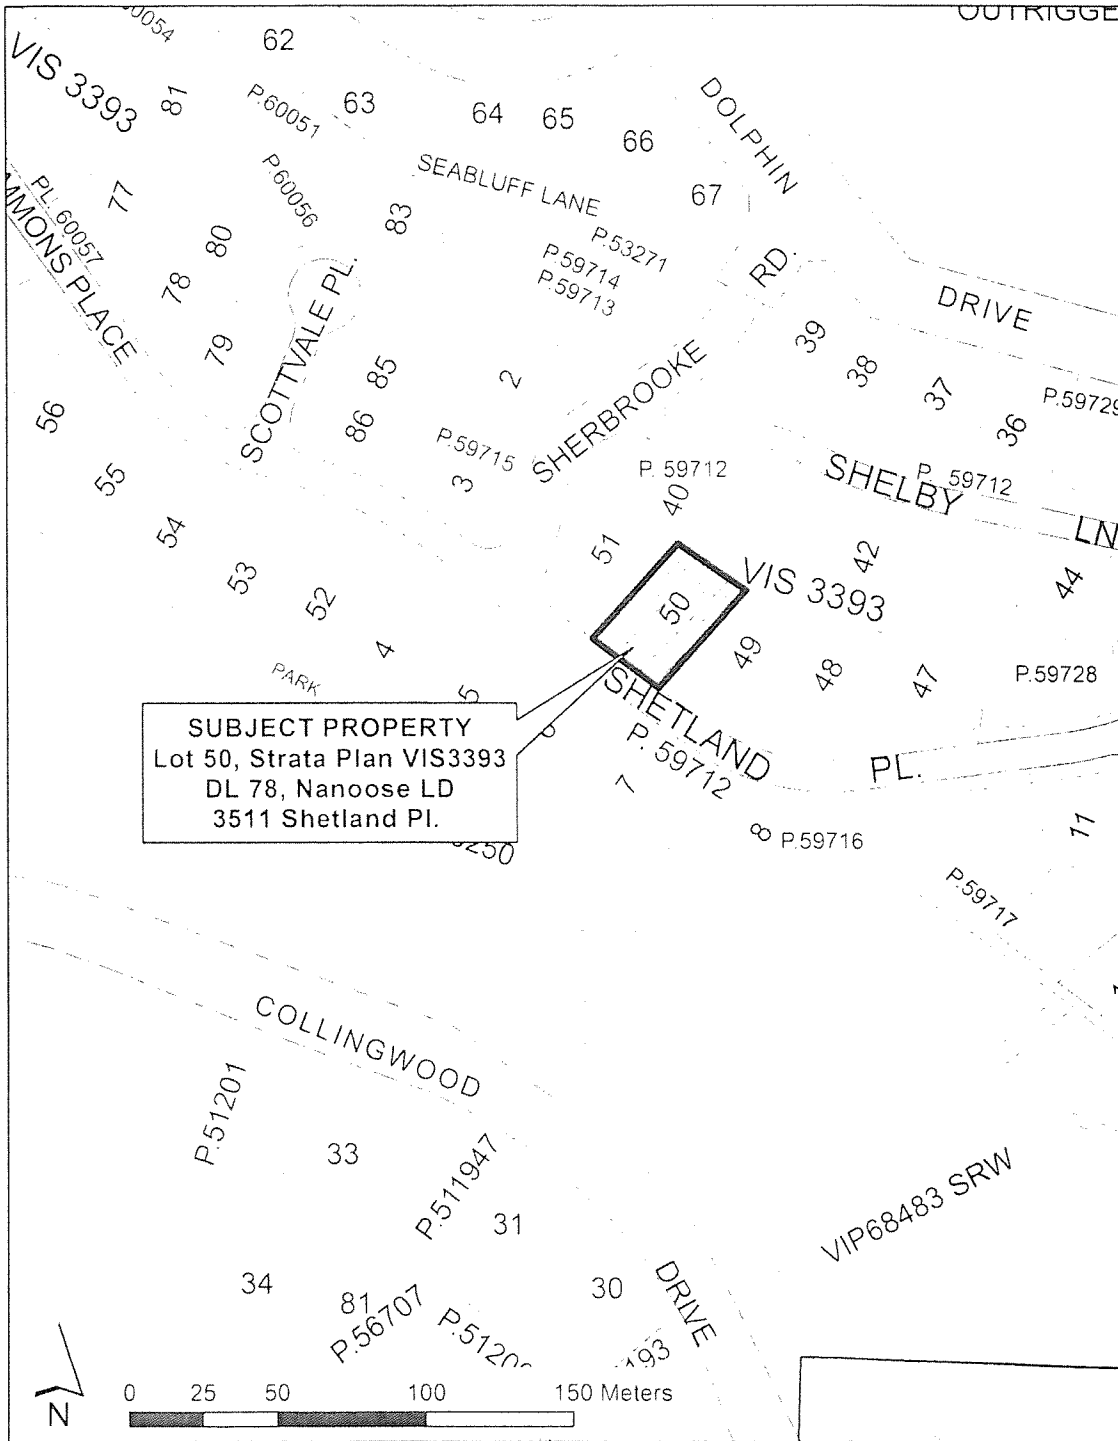 OUTRIGGE
60054
62
VIS 3393
81
P.60051
63
64
65
66
DOLPHIN
67
SEABLUFF LANE
P.60056
77
PL. 60057
MMONS PLACE
83
80
78
79
P.53271
P.59714
P.59713
RD.
DRIVE
SCOTTVALE PL.
39
38
37
36
P.59729
85
86
2
SHERBROOKE
56
55
54
53
52
P.59715
3
P. 59712
40
SHELBY
P. 59712
LN
51
50
VIS 3393
42
44
49
48
47
P.59728
4
PARK
5
SHETLAND
P. 59712
PL.
SUBJECT PROPERTY
Lot 50, Strata Plan VIS3393
DL 78, Nanoose LD
3511 Shetland Pl.
7
8
P.59716
11
P.59717
COLLINGWOOD
P.51201
33
P.511947
31
VIP68483 SRW
34
81
P.56707
P.5120
30
DRIVE
N
0 25 50 100 150 Meters